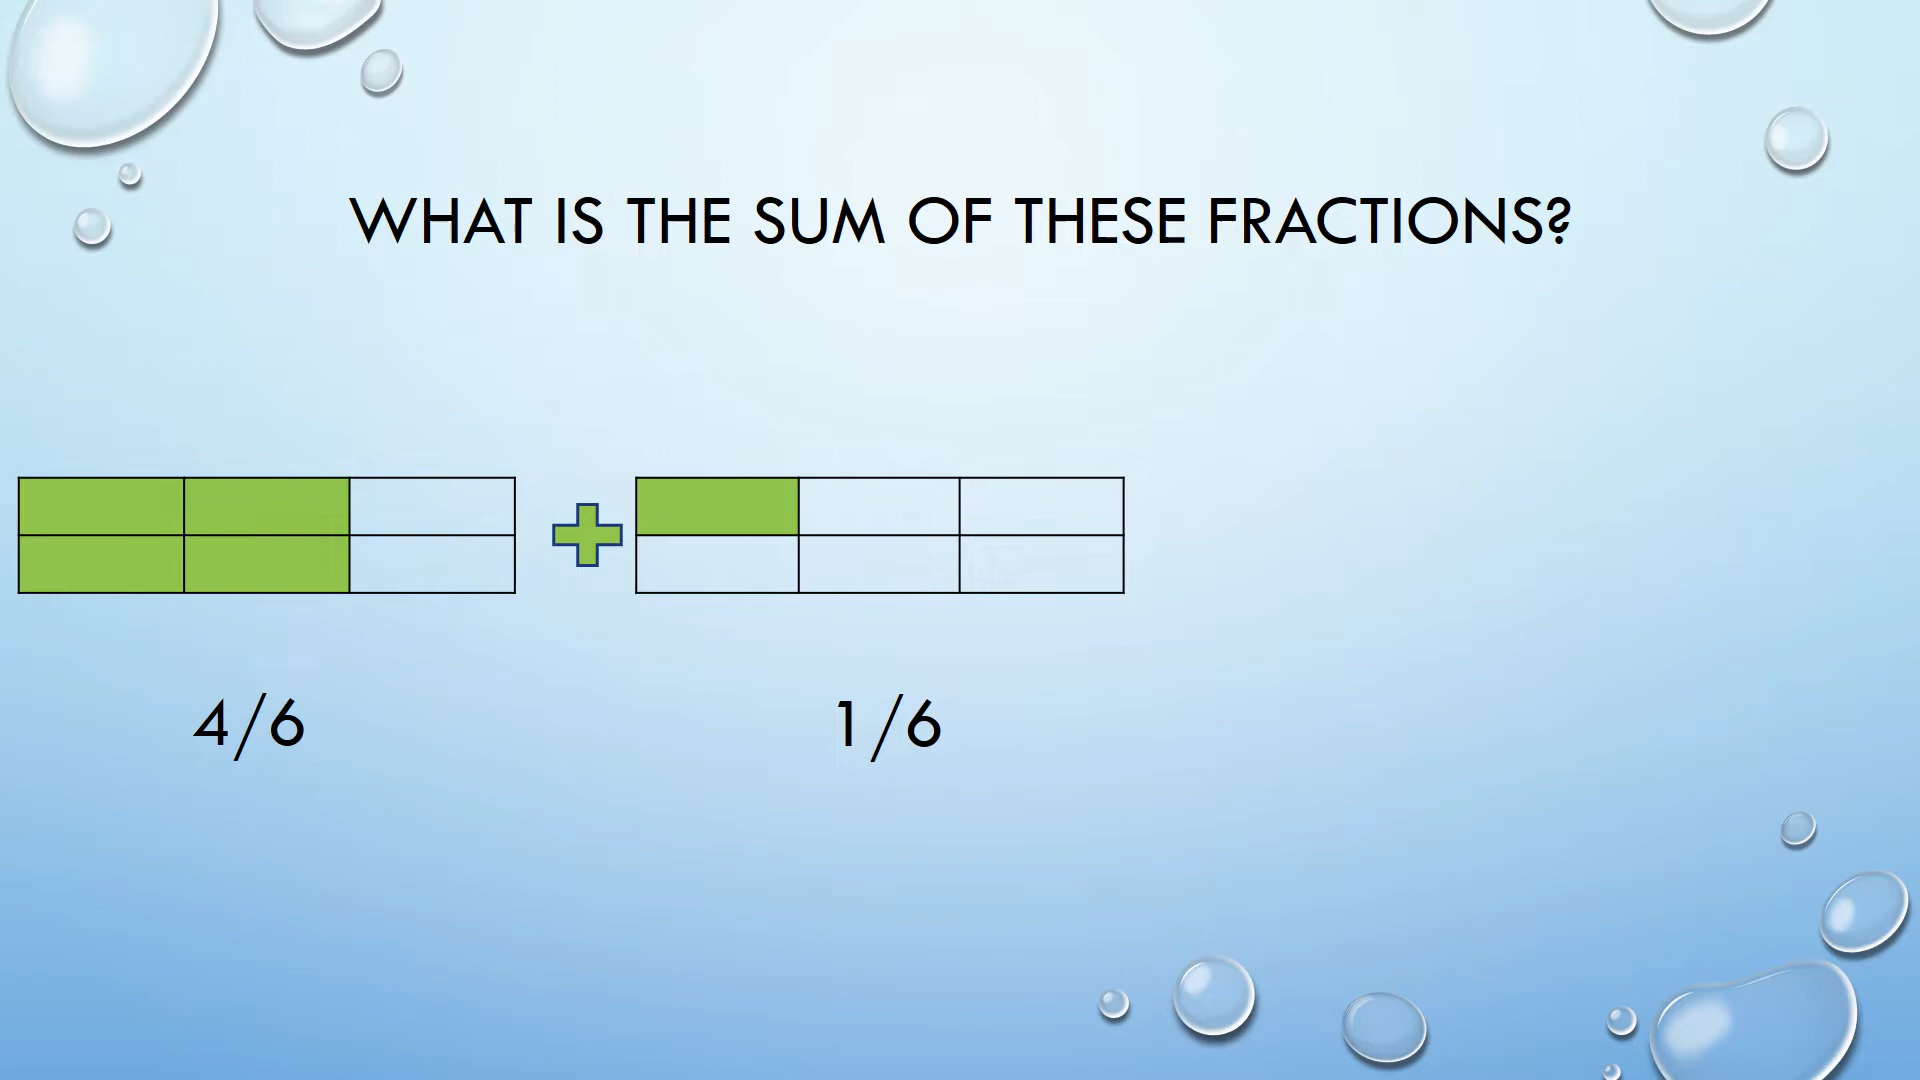 WHAT IS THE SUM OF THESE FRACTIONS?
4/6 1/6